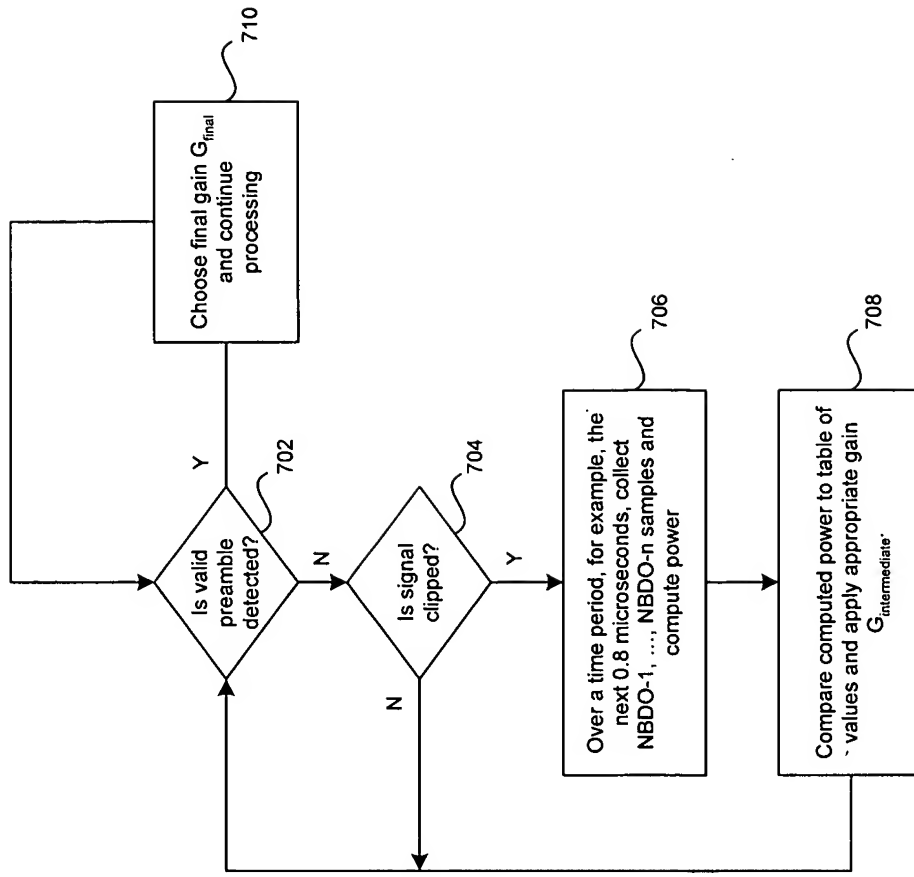 710
Choose final gain Gfinal
and continue
processing
Y
702
Is valid
preamble
detected?
N
704
Is signal
clipped?
N
Y
706
Over a time period, for example, the
next 0.8 microseconds, collect
NBDO-1, ..., NBDO-n samples and
compute power
708
Compare computed power to table of
values and apply appropriate gain
Gintermediate.